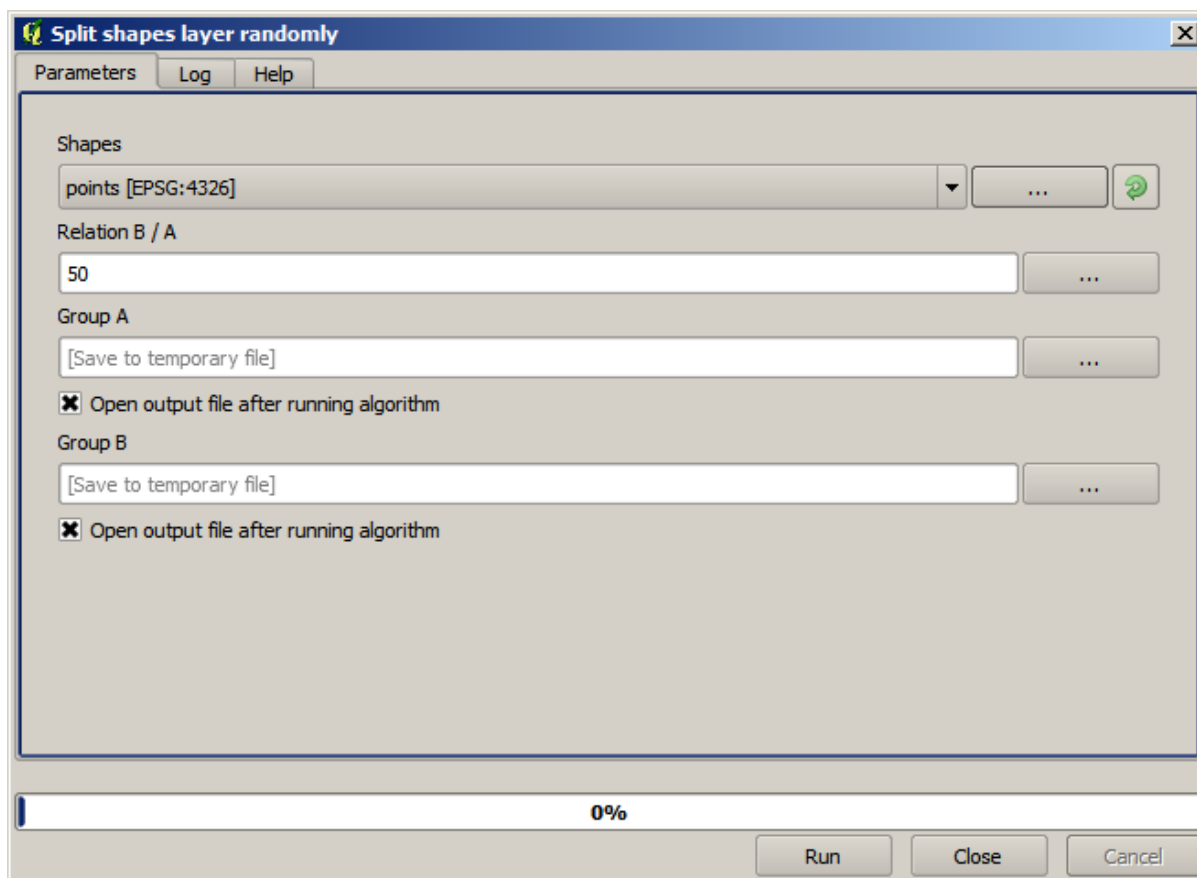 Split shapes layer randomly
Parameters Log Help
Shapes
points [EPSG:4326] ...
Relation B / A
50 ...
Group A
[Save to temporary file] ...
Open output file after running algorithm
Group B
[Save to temporary file] ...
Open output file after running algorithm
0%
Run Close Cancel